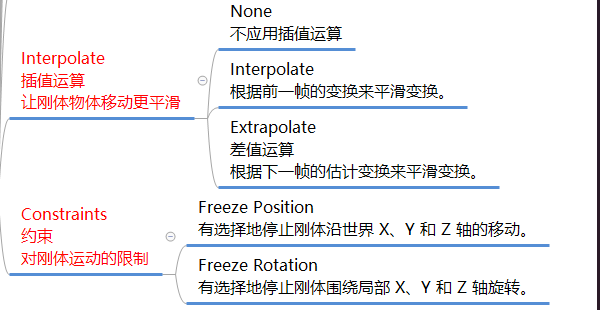 None
不应用插值运算
Interpolate
插值运算
让刚体物体移动更平滑
Interpolate
根据前一帧的变换来平滑变换。
Extrapolate
差值运算
根据下一帧的估计变换来平滑变换。
Constraints
约束
对刚体运动的限制
Freeze Position
有选择地停止刚体沿世界 X、Y 和 Z 轴的移动。
Freeze Rotation
有选择地停止刚体围绕局部 X、Y 和 Z 轴旋转。